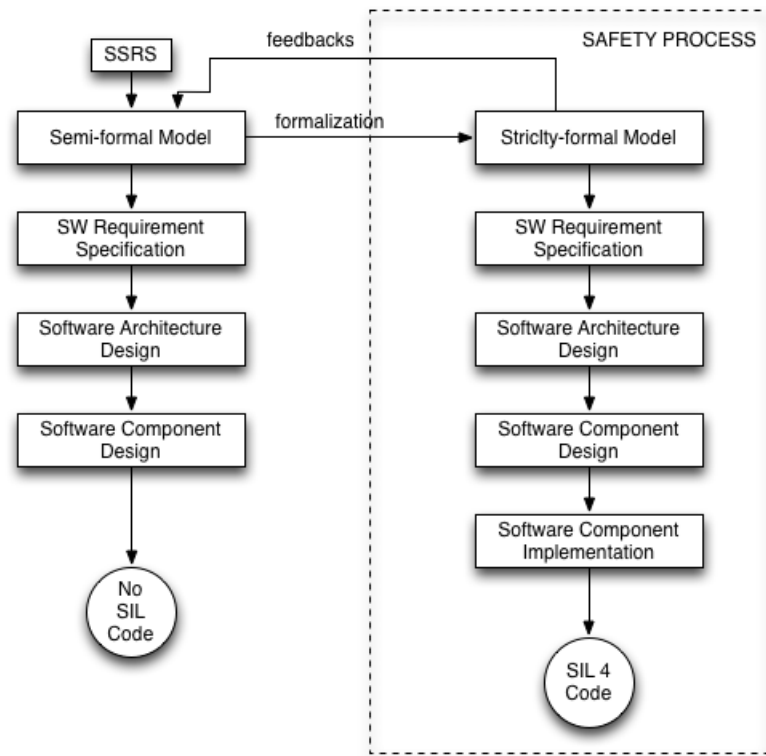 SSRS
feedbacks
SAFETY PROCESS
Semi-formal Model
formalization
Striclty-formal Model
SW Requirement
Specification
SW Requirement
Specification
Software Architecture
Design
Software Architecture
Design
Software Component
Design
Software Component
Design
Software Component
Implementation
No
SIL
Code
SIL 4
Code